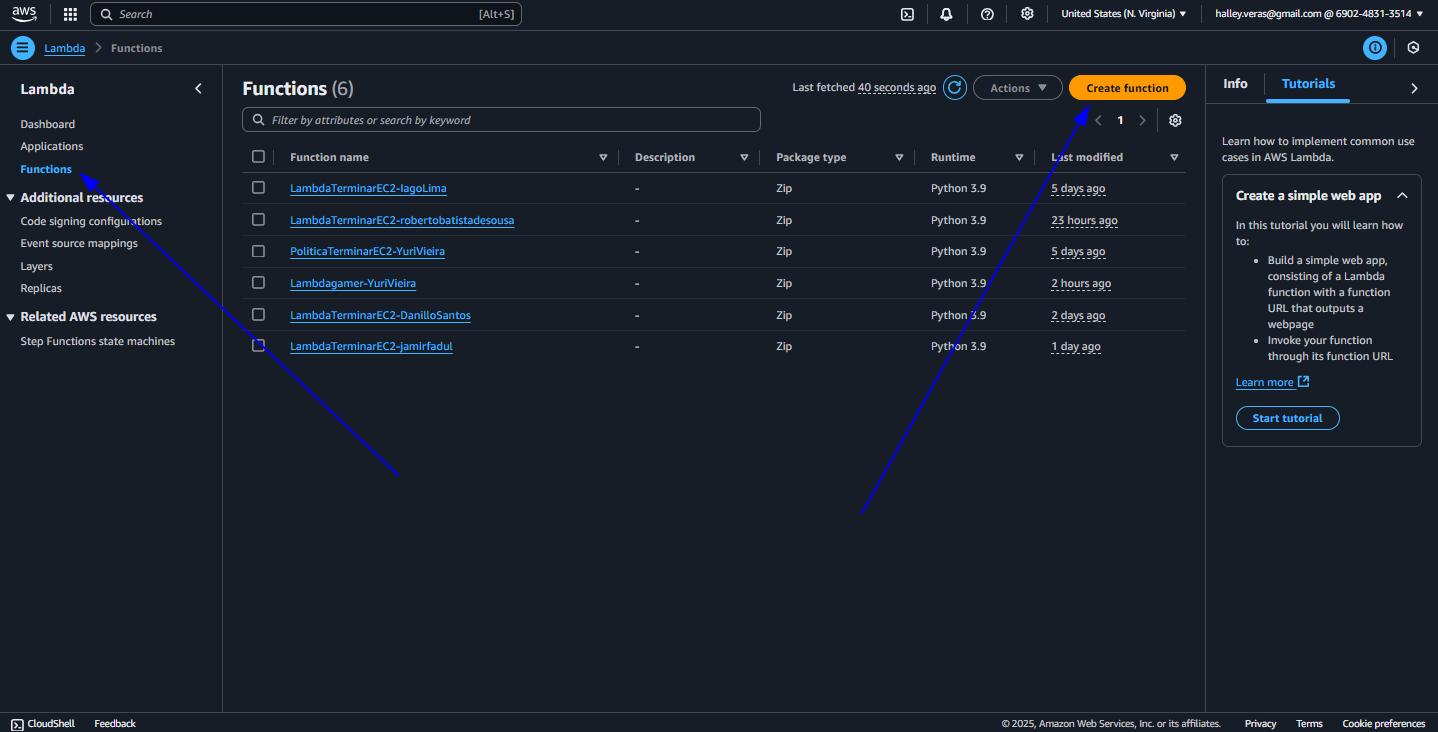 aws
Search [Alt+S]
United States (N. Virginia)
halley.veras@gmail.com @ 6902-4831-3514
Lambda > Functions
Lambda
Dashboard
Applications
Functions
Additional resources
Code signing configurations
Event source mappings
Layers
Replicas
Related AWS resources
Step Functions state machines
Functions (6)
Last fetched 40 seconds ago
Actions
Create function
Filter by attributes or search by keyword
1
Function name Description Package type Runtime Last modified
LambdaTerminarEC2-IagoLima - Zip Python 3.9 5 days ago
LambdaTerminarEC2-robertobatistadesousa - Zip Python 3.9 23 hours ago
PoliticaTerminarEC2-YuriVieira - Zip Python 3.9 5 days ago
Lambdagamer-YuriVieira - Zip Python 3.9 2 hours ago
LambdaTerminarEC2-DanilloSantos - Zip Python 3.9 2 days ago
LambdaTerminarEC2-jamirfadul - Zip Python 3.9 1 day ago
Info Tutorials
Learn how to implement common use
cases in AWS Lambda.
Create a simple web app
In this tutorial you will learn how
to:
• Build a simple web app,
consisting of a Lambda
function with a function
URL that outputs a
webpage
• Invoke your function
through its function URL
Learn more
Start tutorial
CloudShell Feedback
© 2025, Amazon Web Services, Inc. or its affiliates. Privacy Terms Cookie preferences